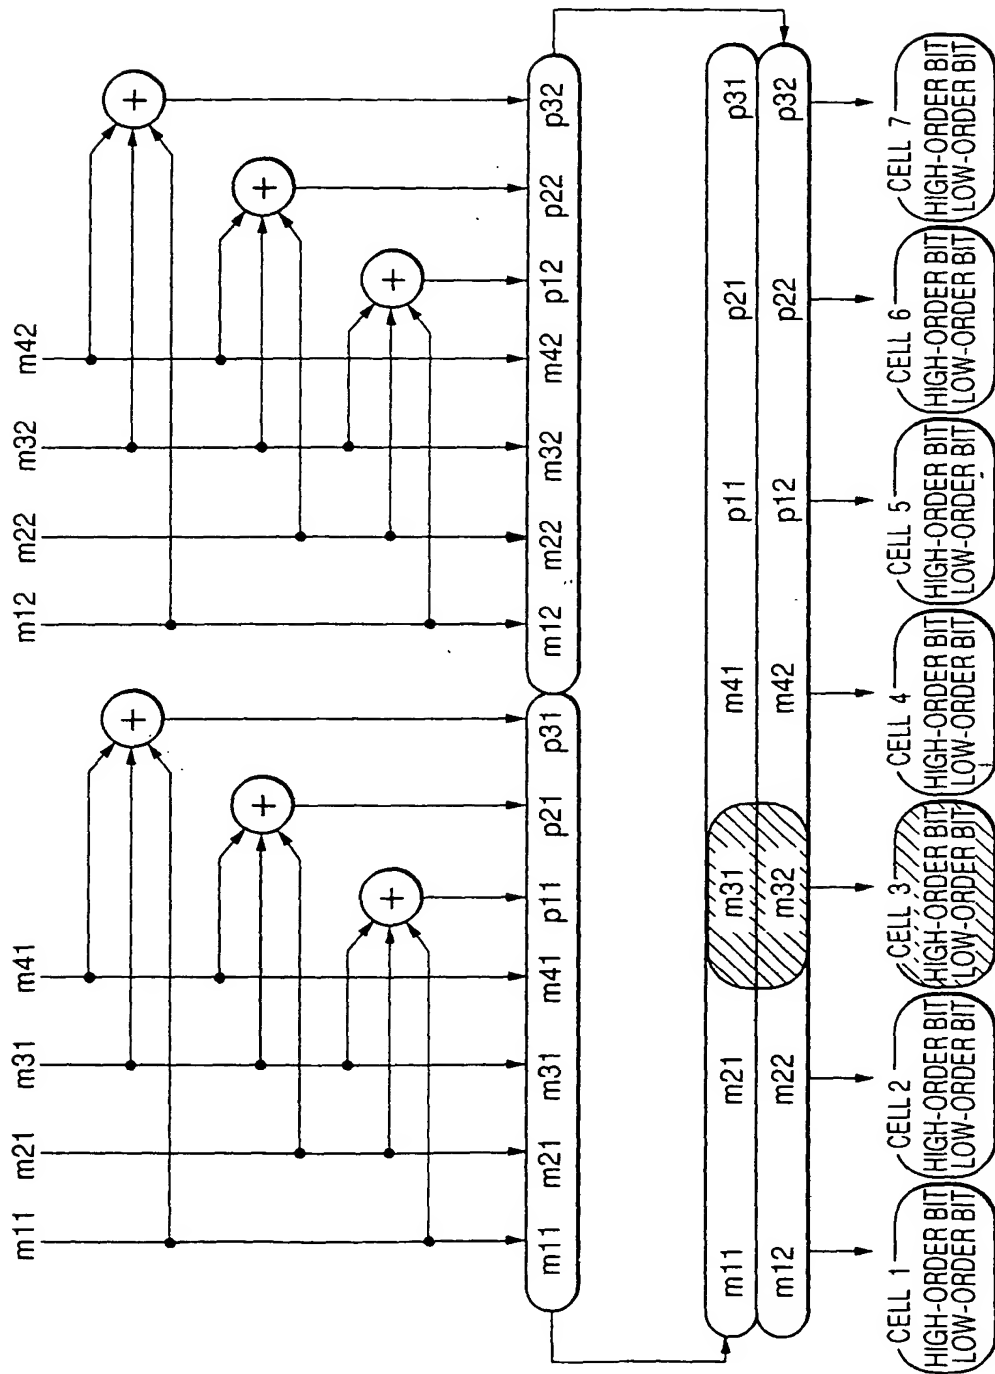 m11 m21 m31 m41 m12 m22 m32 m42
+ + + + + +
m11 m21 m31 m41 p11 p21 p31 m12 m22 m32 m42 p12 p22 p32
m11 m21 m31 m41 p11 p21 p31
m12 m22 m32 m42 p12 p22 p32
CELL 1 CELL 2 CELL 3 CELL 4 CELL 5 CELL 6 CELL 7
HIGH-ORDER BIT HIGH-ORDER BIT HIGH-ORDER BIT HIGH-ORDER BIT HIGH-ORDER BIT HIGH-ORDER BIT HIGH-ORDER BIT
LOW-ORDER BIT LOW-ORDER BIT LOW-ORDER BIT LOW-ORDER BIT LOW-ORDER BIT LOW-ORDER BIT LOW-ORDER BIT